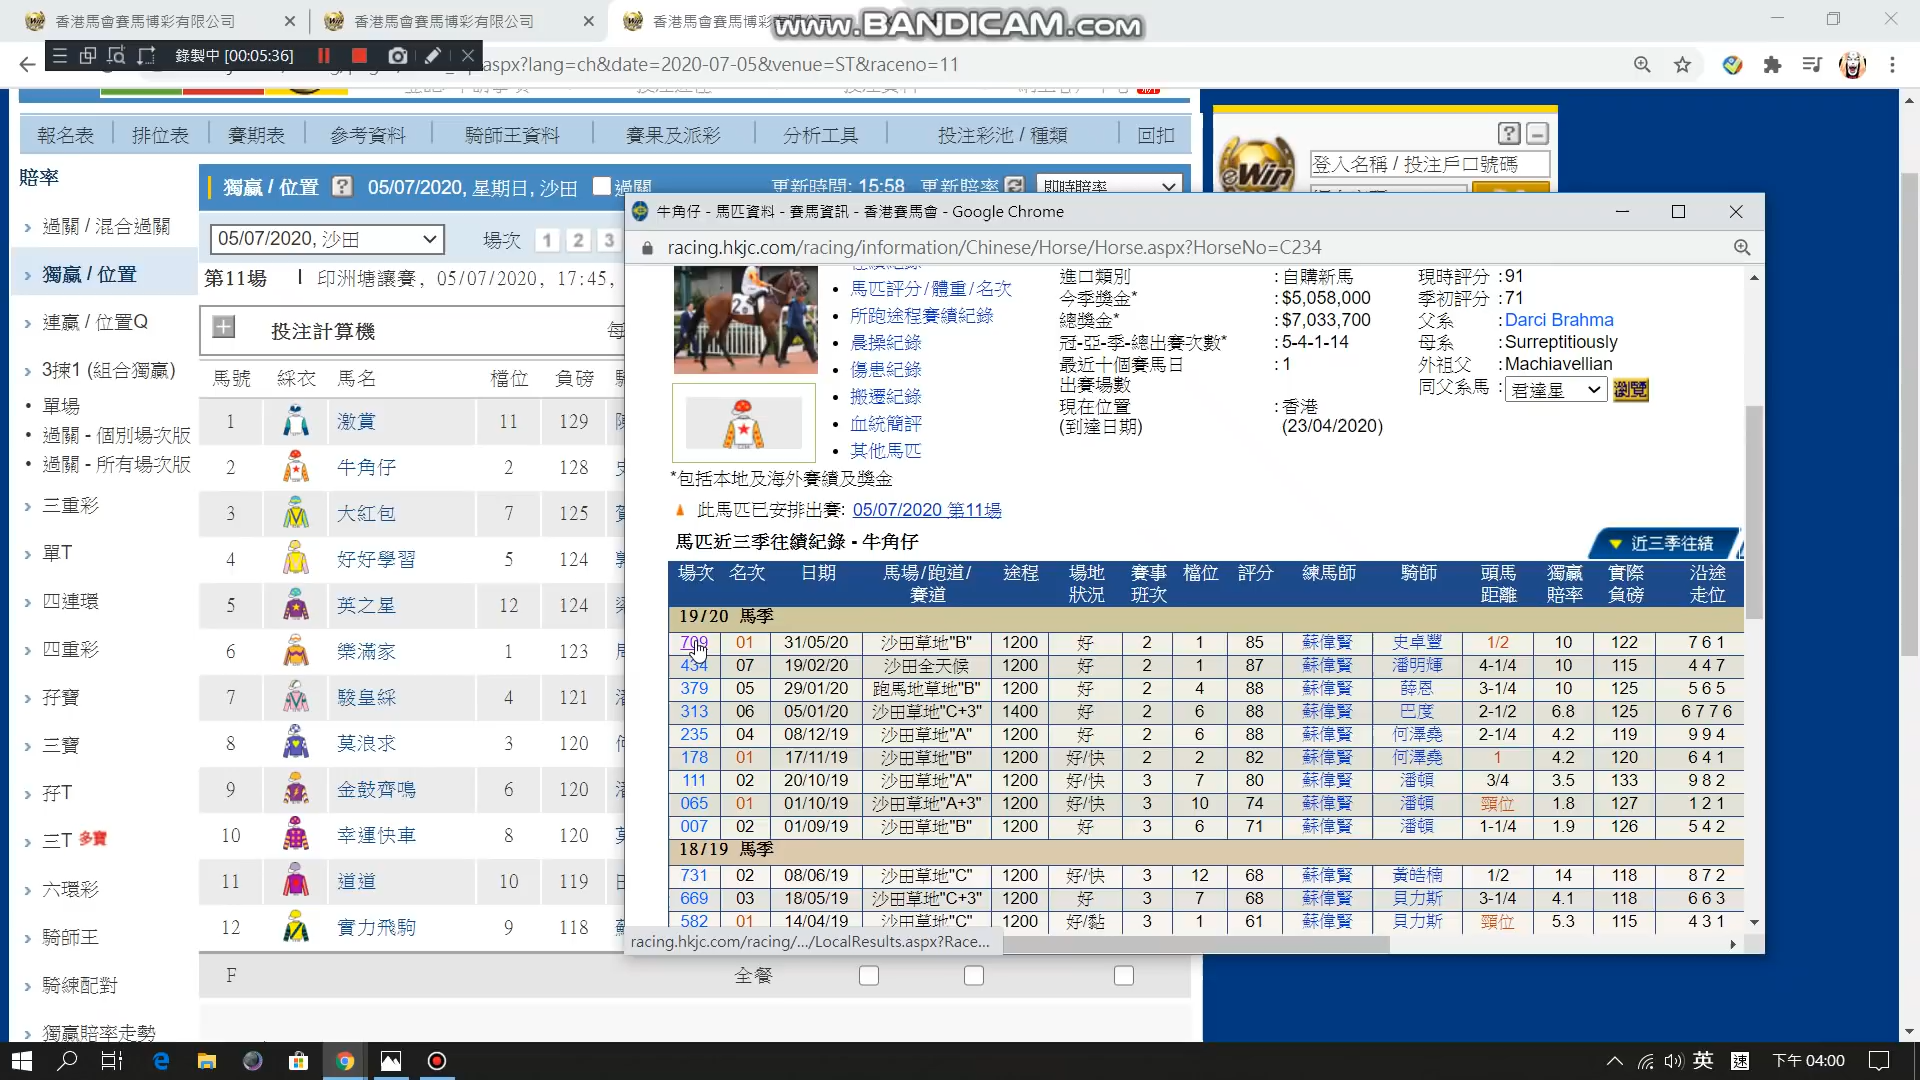 香港馬會賽馬博彩有限公司
香港馬會賽馬博彩有限公司
香港馬會賽馬博彩有限公司
www.BANDICAM.com
錄製中 [00:05:36]
aspx?lang=ch&date=2020-07-05&venue=ST&raceno=11
報名表 排位表 賽期表 參考資料 騎師王資料 賽果及派彩 分析工具 投注彩池 / 種類 回扣
登入名稱 / 投注戶口號碼
eWin
賠率
過關 / 混合過關
獨贏 / 位置
連贏 / 位置Q
3揀1 (組合獨贏)
單場
過關 - 個別場次版
過關 - 所有場次版
三重彩
單T
四連環
四重彩
孖寶
三寶
孖T
三T 多寶
六環彩
騎師王
騎練配對
獨贏賠率走勢
獨贏 / 位置 05/07/2020, 星期日, 沙田 過關 更新時間: 15:58 更新賠率 即時賠率
05/07/2020, 沙田 場次 1 2 3
第11場 印洲塘讓賽, 05/07/2020, 17:45,
投注計算機 每
馬號 綵衣 馬名 檔位 負磅
1 激賞 11 129
2 牛角仔 2 128
3 大紅包 7 125
4 好好學習 5 124
5 英之星 12 124
6 樂滿家 1 123
7 駿皇綵 4 121
8 莫浪求 3 120
9 金鼓齊鳴 6 120
10 幸運快車 8 120
11 道道 10 119
12 實力飛駒 9 118
F 全餐
牛角仔 - 馬匹資料 - 賽馬資訊 - 香港賽馬會 - Google Chrome
racing.hkjc.com/racing/information/Chinese/Horse/Horse.aspx?HorseNo=C234
馬匹評分/體重/名次
所跑途程賽績紀錄
晨操紀錄
傷患紀錄
搬遷紀錄
血統簡評
其他馬匹
進口類別 : 自購新馬
今季獎金* : $5,058,000
總獎金* : $7,033,700
冠-亞-季-總出賽次數* : 5-4-1-14
最近十個賽馬日 : 1
出賽場數
現在位置 : 香港
(到達日期) (23/04/2020)
現時評分 : 91
季初評分 : 71
父系 : Darci Brahma
母系 : Surreptitiously
外祖父 : Machiavellian
同父系馬 : 君達星 瀏覽
*包括本地及海外賽績及獎金
此馬匹已安排出賽: 05/07/2020 第11場
馬匹近三季往績紀錄 - 牛角仔
近三季往績
場次 名次 日期 馬場/跑道/賽道 途程 場地狀況 賽事班次 檔位 評分 練馬師 騎師 頭馬距離 獨贏賠率 實際負磅 沿途走位
19/20 馬季
709 01 31/05/20 沙田草地"B" 1200 好 2 1 85 蘇偉賢 史卓豐 1/2 10 122 7 6 1
434 07 19/02/20 沙田全天候 1200 好 2 1 87 蘇偉賢 潘明輝 4-1/4 10 115 4 4 7
379 05 29/01/20 跑馬地草地"B" 1200 好 2 4 88 蘇偉賢 薛恩 3-1/4 10 125 5 6 5
313 06 05/01/20 沙田草地"C+3" 1400 好 2 6 88 蘇偉賢 巴度 2-1/2 6.8 125 6 7 7 6
235 04 08/12/19 沙田草地"A" 1200 好 2 6 88 蘇偉賢 何澤堯 2-1/4 4.2 119 9 9 4
178 01 17/11/19 沙田草地"B" 1200 好/快 2 2 82 蘇偉賢 何澤堯 1 4.2 120 6 4 1
111 02 20/10/19 沙田草地"A" 1200 好/快 3 7 80 蘇偉賢 潘頓 3/4 3.5 133 9 8 2
065 01 01/10/19 沙田草地"A+3" 1200 好/快 3 10 74 蘇偉賢 潘頓 頸位 1.8 127 1 2 1
007 02 01/09/19 沙田草地"B" 1200 好 3 6 71 蘇偉賢 潘頓 1-1/4 1.9 126 5 4 2
18/19 馬季
731 02 08/06/19 沙田草地"C" 1200 好/快 3 12 68 蘇偉賢 黃皓楠 1/2 14 118 8 7 2
669 03 18/05/19 沙田草地"C+3" 1200 好 3 7 68 蘇偉賢 貝力斯 3-1/4 4.1 118 6 6 3
582 01 14/04/19 沙田草地"C" 1200 好/黏 3 1 61 蘇偉賢 貝力斯 頸位 5.3 115 4 3 1
racing.hkjc.com/racing/.../LocalResults.aspx?Race...
英 速 下午 04:00